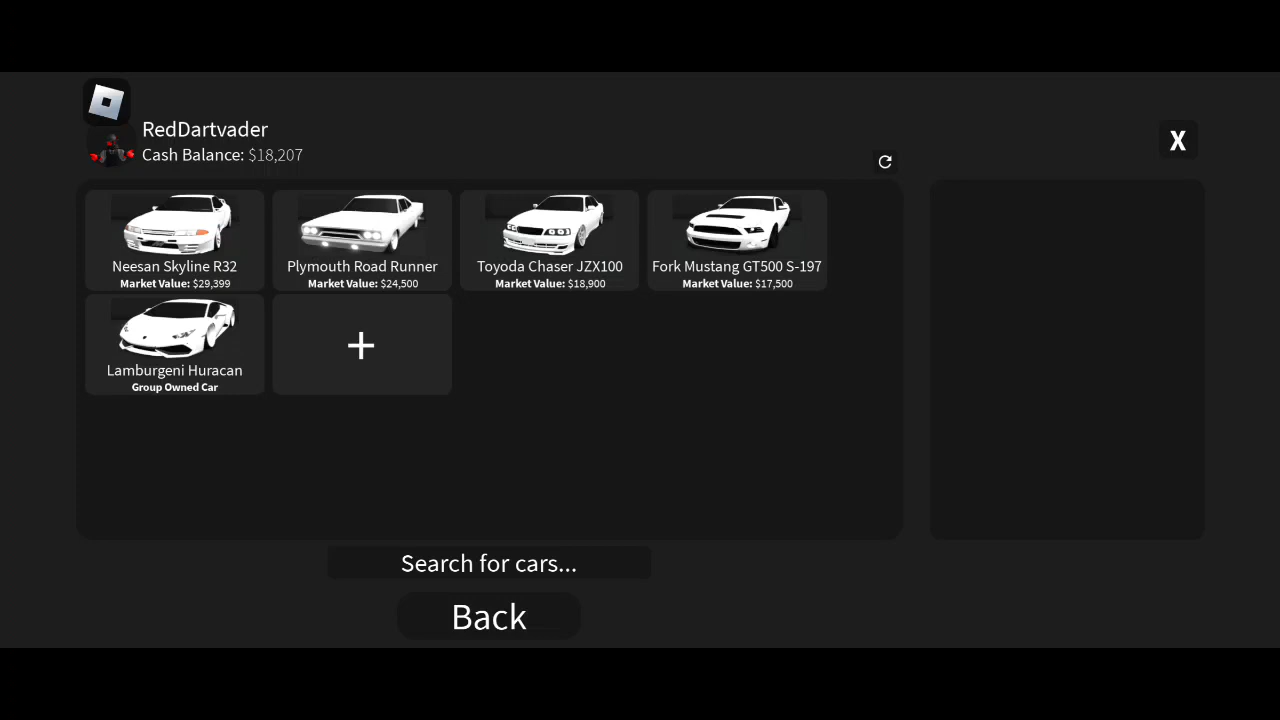 RedDartvader
Cash Balance: $18,207
X
Neesan Skyline R32
Market Value: $29,399
Plymouth Road Runner
Market Value: $24,500
Toyoda Chaser JZX100
Market Value: $18,900
Fork Mustang GT500 S-197
Market Value: $17,500
Lamburgeni Huracan
Group Owned Car
+
Search for cars...
Back